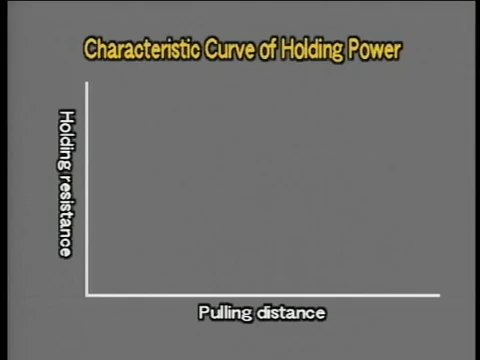 Characteristic Curve of Holding Power
Holding resistance
Pulling distance